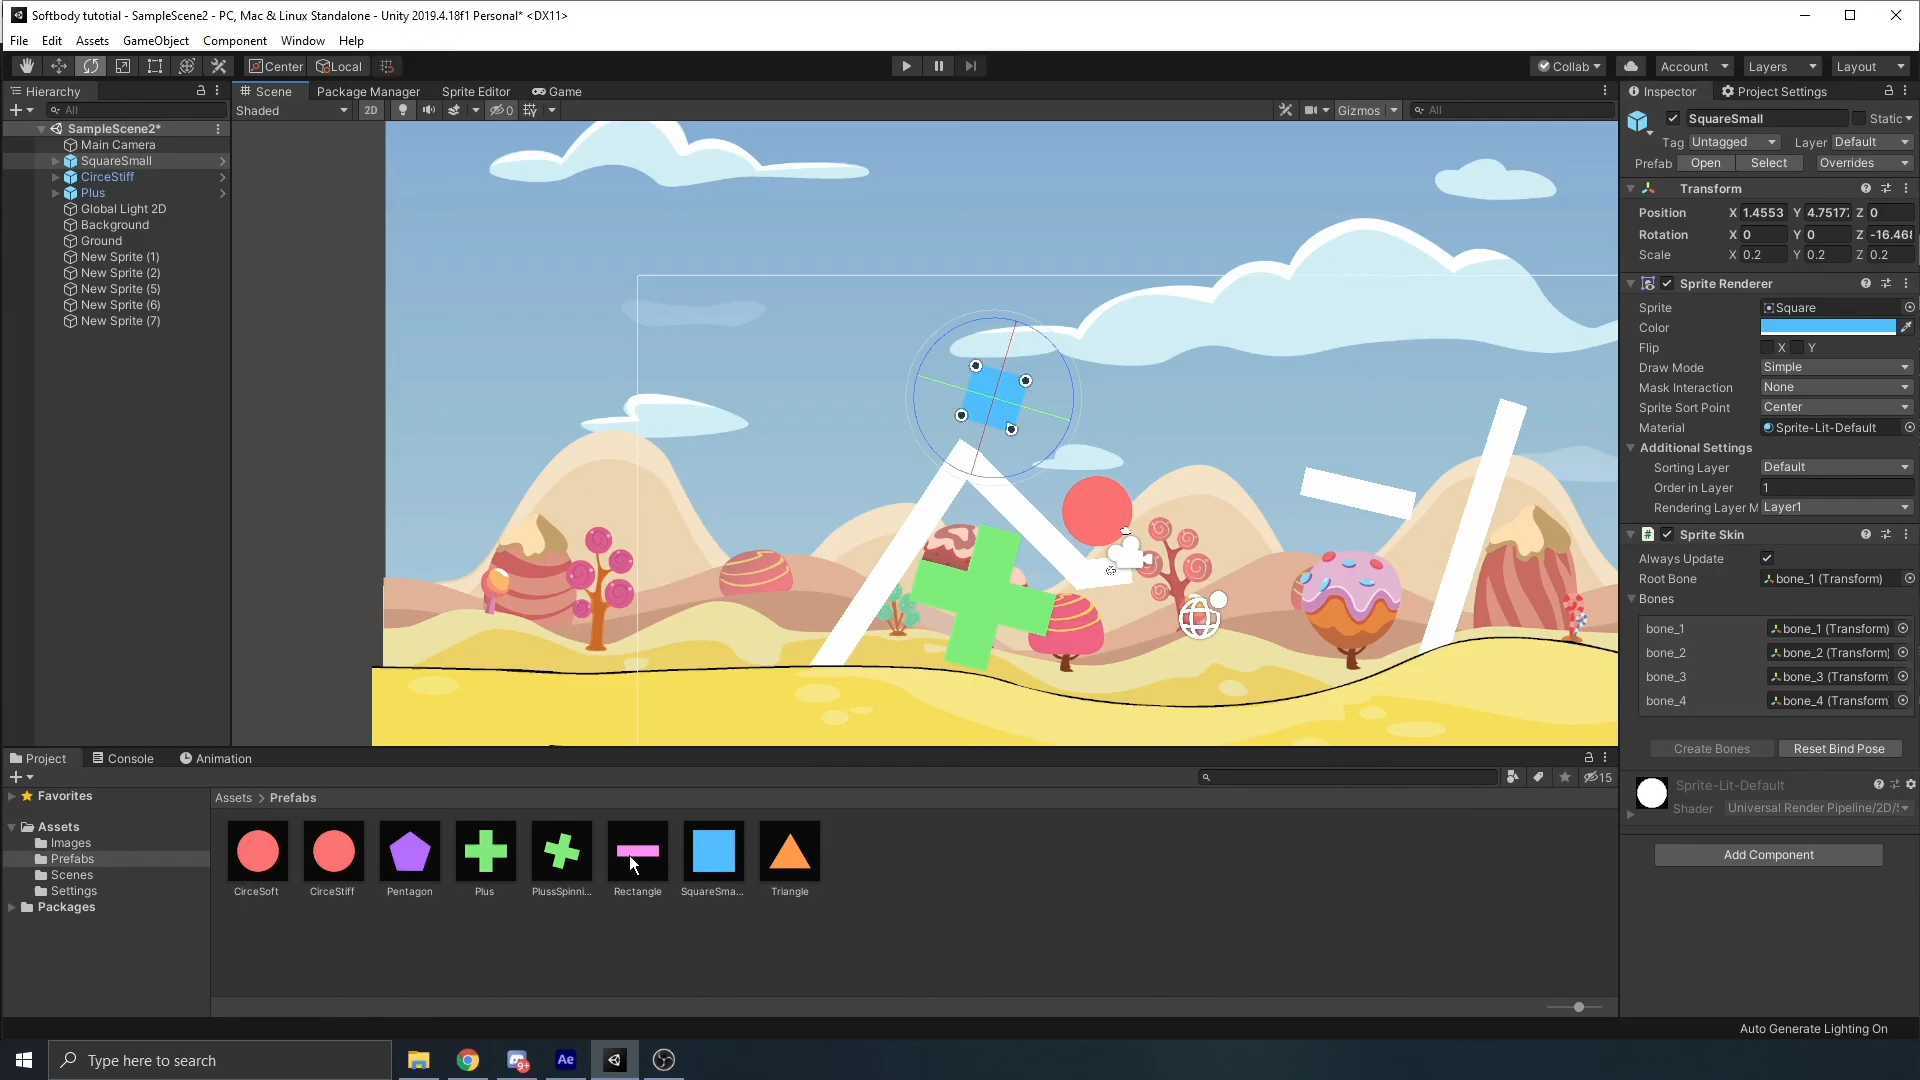 Softbody tutotial - SampleScene2 - PC, Mac & Linux Standalone - Unity 2019.4.18f1 Personal* <DX11>
File Edit Assets GameObject Component Window Help
Center Local Collab Account Layers Layout
Hierarchy
All
SampleScene2*
Main Camera
SquareSmall
CirceStiff
Plus
Global Light 2D
Background
Ground
New Sprite (1)
New Sprite (2)
New Sprite (5)
New Sprite (6)
New Sprite (7)
Scene Package Manager Sprite Editor Game
Shaded 2D 0 Gizmos All
Inspector Project Settings
SquareSmall Static
Tag Untagged Layer Default
Prefab Open Select Overrides
Transform
Position X 1.4553 Y 4.7517 Z 0
Rotation X 0 Y 0 Z -16.468
Scale X 0.2 Y 0.2 Z 0.2
Sprite Renderer
Sprite Square
Color
Flip X Y
Draw Mode Simple
Mask Interaction None
Sprite Sort Point Center
Material Sprite-Lit-Default
Additional Settings
Sorting Layer Default
Order in Layer 1
Rendering Layer M Layer1
Sprite Skin
Always Update
Root Bone bone_1 (Transform)
Bones
bone_1 bone_1 (Transform)
bone_2 bone_2 (Transform)
bone_3 bone_3 (Transform
bone_4 bone_4 (Transform
Create Bones Reset Bind Pose
Sprite-Lit-Default
Shader Universal Render Pipeline/2D/S
Add Component
Project Console Animation
15
Favorites
Assets
Images
Prefabs
Scenes
Settings
Packages
Assets > Prefabs
CirceSoft CirceStiff Pentagon Plus PlussSpinni... Rectangle SquareSma... Triangle
Auto Generate Lighting On
Type here to search
9+
Ae